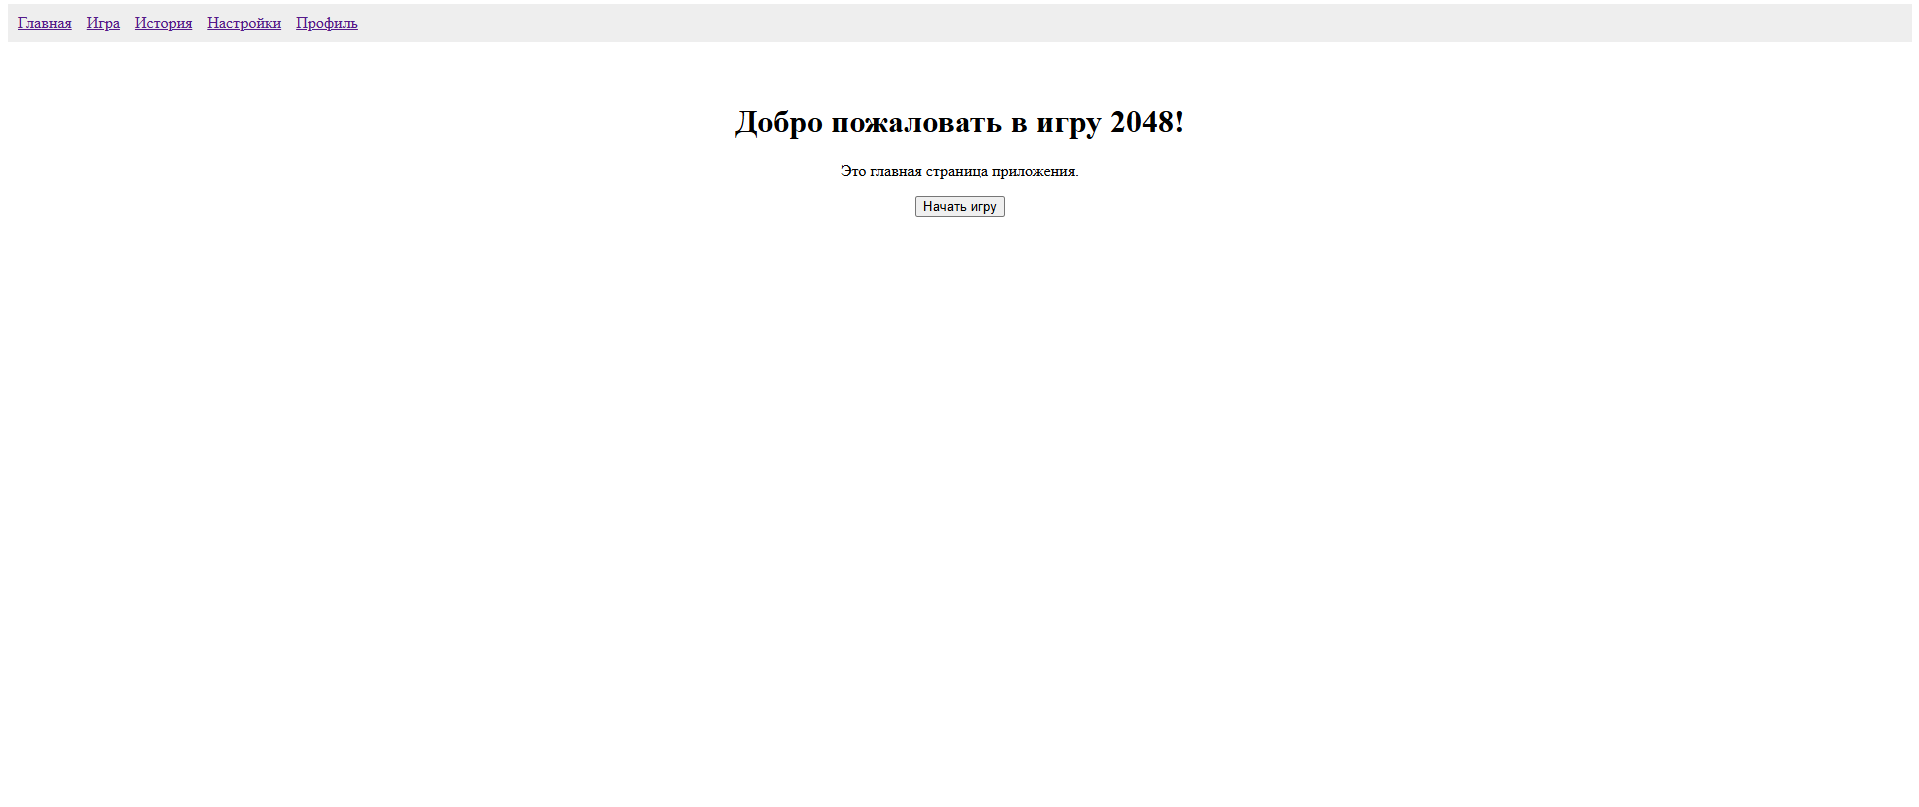 Главная Игра История Настройки Профиль
Добро пожаловать в игру 2048!
Это главная страница приложения.
Начать игру